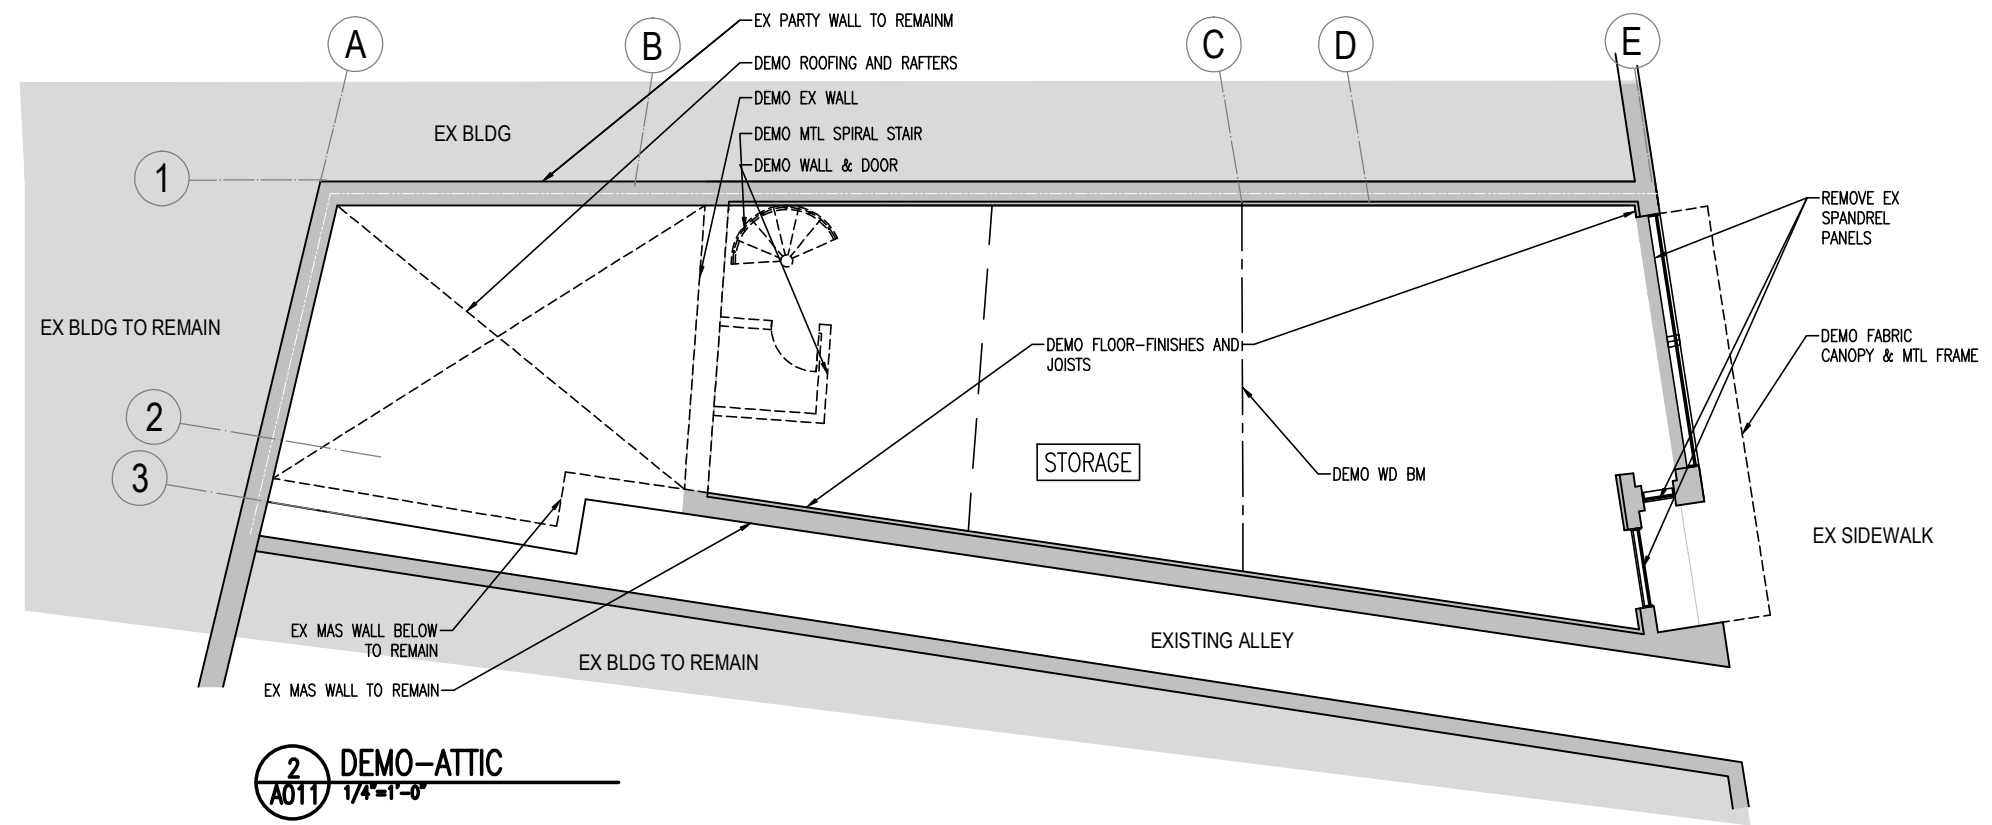 A
B
C
D
E
EX PARTY WALL TO REMAINM
DEMO ROOFING AND RAFTERS
DEMO EX WALL
DEMO MTL SPIRAL STAIR
DEMO WALL & DOOR
EX BLDG
1
REMOVE EX
SPANDREL
PANELS
EX BLDG TO REMAIN
DEMO FLOOR-FINISHES AND
JOISTS
DEMO FABRIC
CANOPY & MTL FRAME
2
3
STORAGE
DEMO WD BM
EX SIDEWALK
EX MAS WALL BELOW
TO REMAIN
EXISTING ALLEY
EX BLDG TO REMAIN
EX MAS WALL TO REMAIN
2
A011
DEMO-ATTIC
1/4"=1'-0"